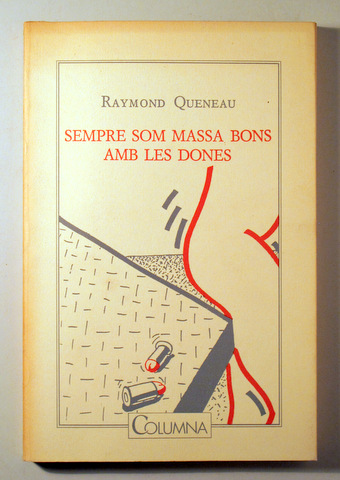 RAYMOND QUENEAU
SEMPRE SOM MASSA BONS
AMB LES DONES
COLUMNA